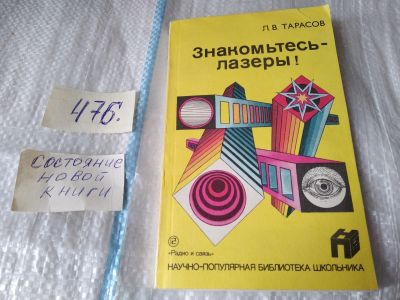 Л. В. ТАРАСОВ
Знакомьтесь-
лазеры!
476.
Состояние
новой
книги
«Радио и связь»
НАУЧНО-ПОПУЛЯРНАЯ БИБЛИОТЕКА ШКОЛЬНИКА